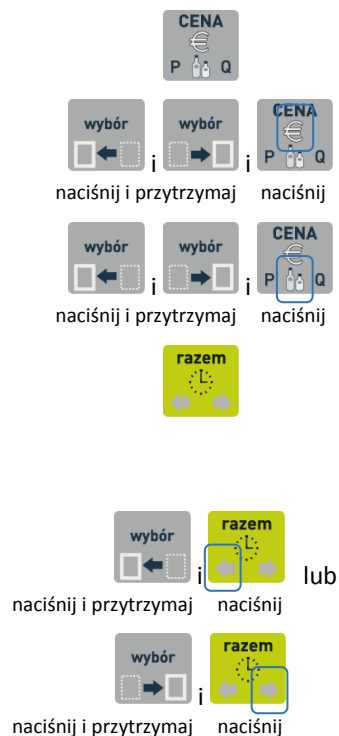 CENA
€
P Q
wybór i wybór i CENA
€
P Q
naciśnij i przytrzymaj naciśnij
wybór i wybór i CENA
€
P Q
naciśnij i przytrzymaj naciśnij
razem
wybór i razem lub
naciśnij i przytrzymaj naciśnij
wybór i razem
naciśnij i przytrzymaj naciśnij